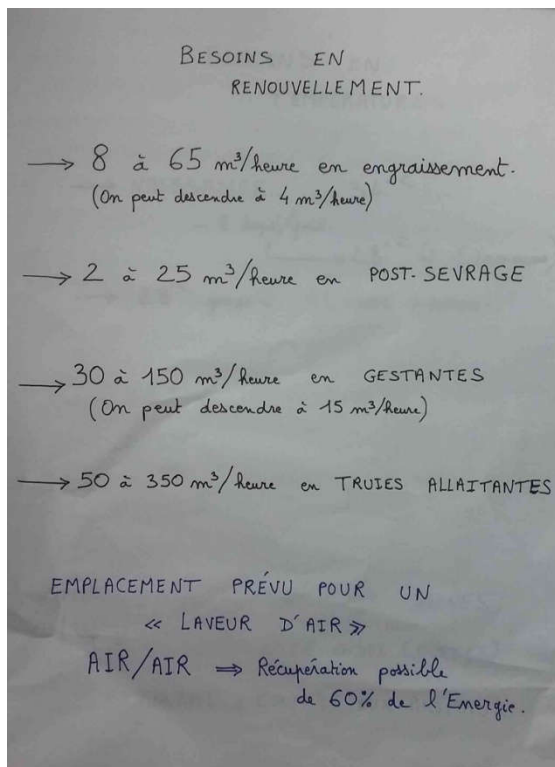 BESOINS EN
RENOUVELLEMENT.
→ 8 à 65 m³/heure en engraissement.
(On peut descendre à 4 m³/heure)
→ 2 à 25 m³/heure en POST-SEVRAGE
→ 30 à 150 m³/heure en GESTANTES
(On peut descendre à 15 m³/heure)
→ 50 à 350 m³/heure en TRUIES ALLAITANTES
EMPLACEMENT PRÉVU POUR UN
« LAVEUR D'AIR »
AIR/AIR ⇒ Récupération possible
de 60% de l'Energie.